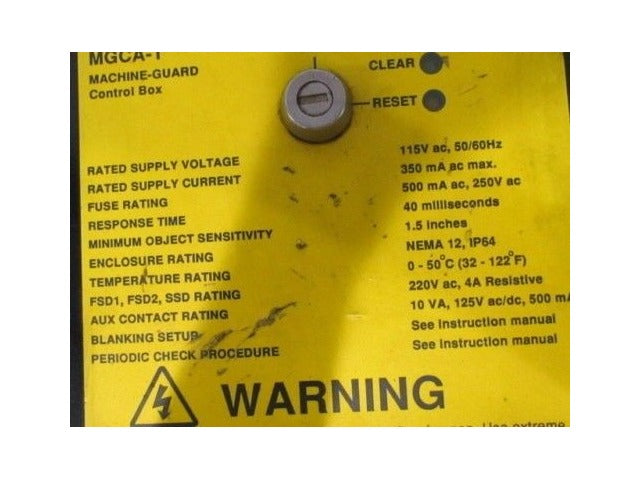 MGCA-1
MACHINE-GUARD
Control Box
CLEAR
RESET
RATED SUPPLY VOLTAGE 115V ac, 50/60Hz
RATED SUPPLY CURRENT 350 mA ac max.
FUSE RATING 500 mA ac, 250V ac
RESPONSE TIME 40 milliseconds
MINIMUM OBJECT SENSITIVITY 1.5 inches
ENCLOSURE RATING NEMA 12, IP64
TEMPERATURE RATING 0 - 50°C (32 - 122°F)
FSD1, FSD2, SSD RATING 220V ac, 4A Resistive
AUX CONTACT RATING 10 VA, 125V ac/dc, 500 mA
BLANKING SETUP See Instruction manual
PERIODIC CHECK PROCEDURE See Instruction manual
WARNING
Use extreme